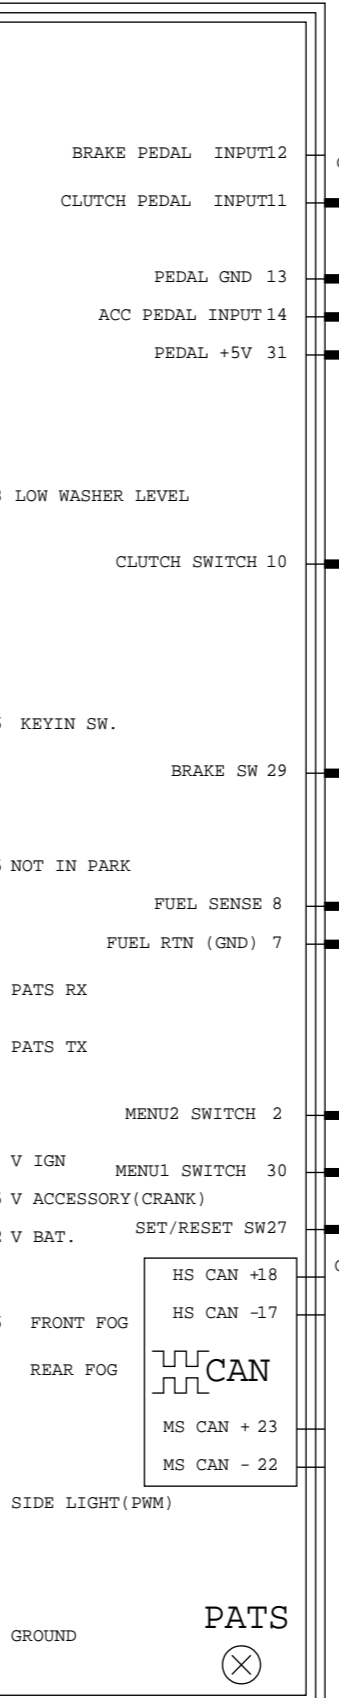 BRAKE PEDAL INPUT12
CLUTCH PEDAL INPUT11
PEDAL GND 13
ACC PEDAL INPUT 14
PEDAL +5V 31
LOW WASHER LEVEL
CLUTCH SWITCH 10
KEYIN SW.
BRAKE SW 29
NOT IN PARK
FUEL SENSE 8
FUEL RTN (GND) 7
PATS RX
PATS TX
MENU2 SWITCH 2
V IGN
MENU1 SWITCH 30
V ACCESSORY(CRANK)
SET/RESET SW27
V BAT.
HS CAN +18
HS CAN -17
FRONT FOG
REAR FOG
CAN
MS CAN + 23
MS CAN - 22
SIDE LIGHT(PWM)
PATS
GROUND